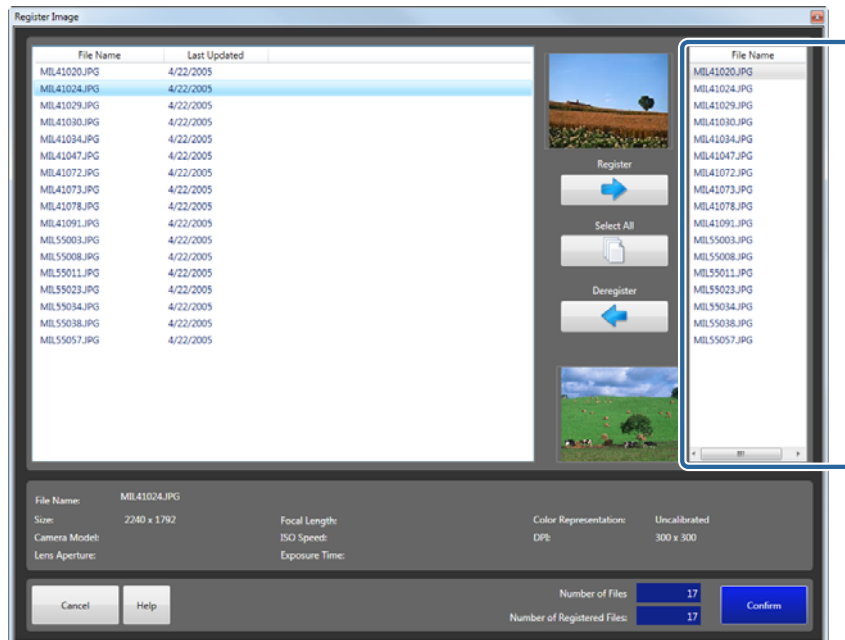 Register Image
File Name Last Updated
MIL41020.JPG 4/22/2005
MIL41024.JPG 4/22/2005
MIL41029.JPG 4/22/2005
MIL41030.JPG 4/22/2005
MIL41034.JPG 4/22/2005
MIL41047.JPG 4/22/2005
MIL41072.JPG 4/22/2005
MIL41073.JPG 4/22/2005
MIL41078.JPG 4/22/2005
MIL41091.JPG 4/22/2005
MIL55003.JPG 4/22/2005
MIL55008.JPG 4/22/2005
MIL55011.JPG 4/22/2005
MIL55023.JPG 4/22/2005
MIL55034.JPG 4/22/2005
MIL55038.JPG 4/22/2005
MIL55057.JPG 4/22/2005
Register
Select All
Deregister
File Name
MIL41020.JPG
MIL41024.JPG
MIL41029.JPG
MIL41030.JPG
MIL41034.JPG
MIL41047.JPG
MIL41072.JPG
MIL41073.JPG
MIL41078.JPG
MIL41091.JPG
MIL55003.JPG
MIL55008.JPG
MIL55011.JPG
MIL55023.JPG
MIL55034.JPG
MIL55038.JPG
MIL55057.JPG
File Name: MIL41024.JPG
Size: 2240 x 1792 Focal Length: Color Representation: Uncalibrated
Camera Model: ISO Speed: DPI: 300 x 300
Lens Aperture: Exposure Time:
Number of Files 17
Cancel Help Confirm
Number of Registered Files: 17